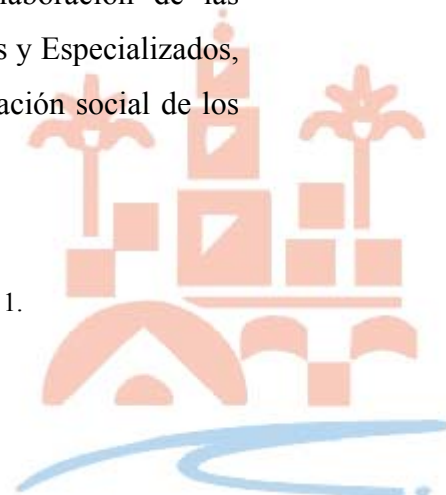 aboración de las
s y Especializados,
ación social de los
1.